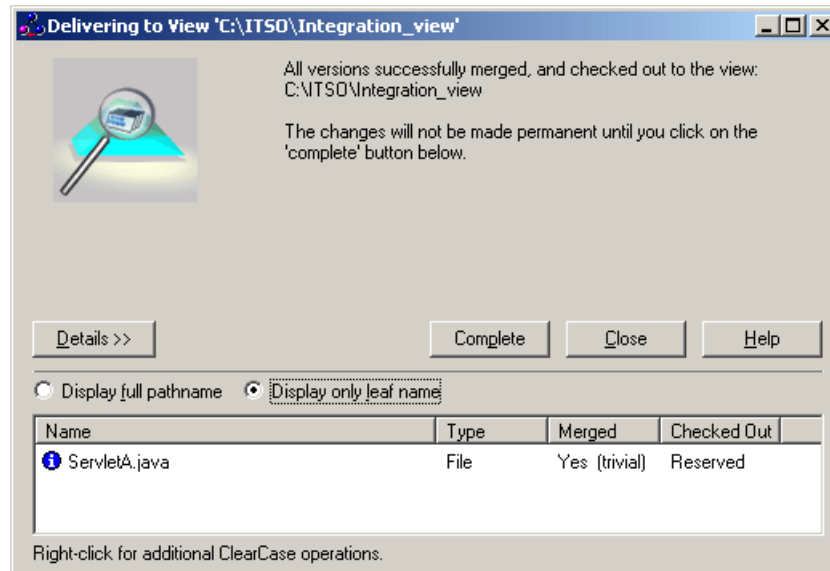 Delivering to View 'C:\ITSO\Integration_view'
All versions successfully merged, and checked out to the view:
C:\ITSO\Integration_view
The changes will not be made permanent until you click on the
'complete' button below.
Details >> Complete Close Help
Display full pathname Display only leaf name
Name Type Merged Checked Out
ServletA.java File Yes (trivial) Reserved
Right-click for additional ClearCase operations.